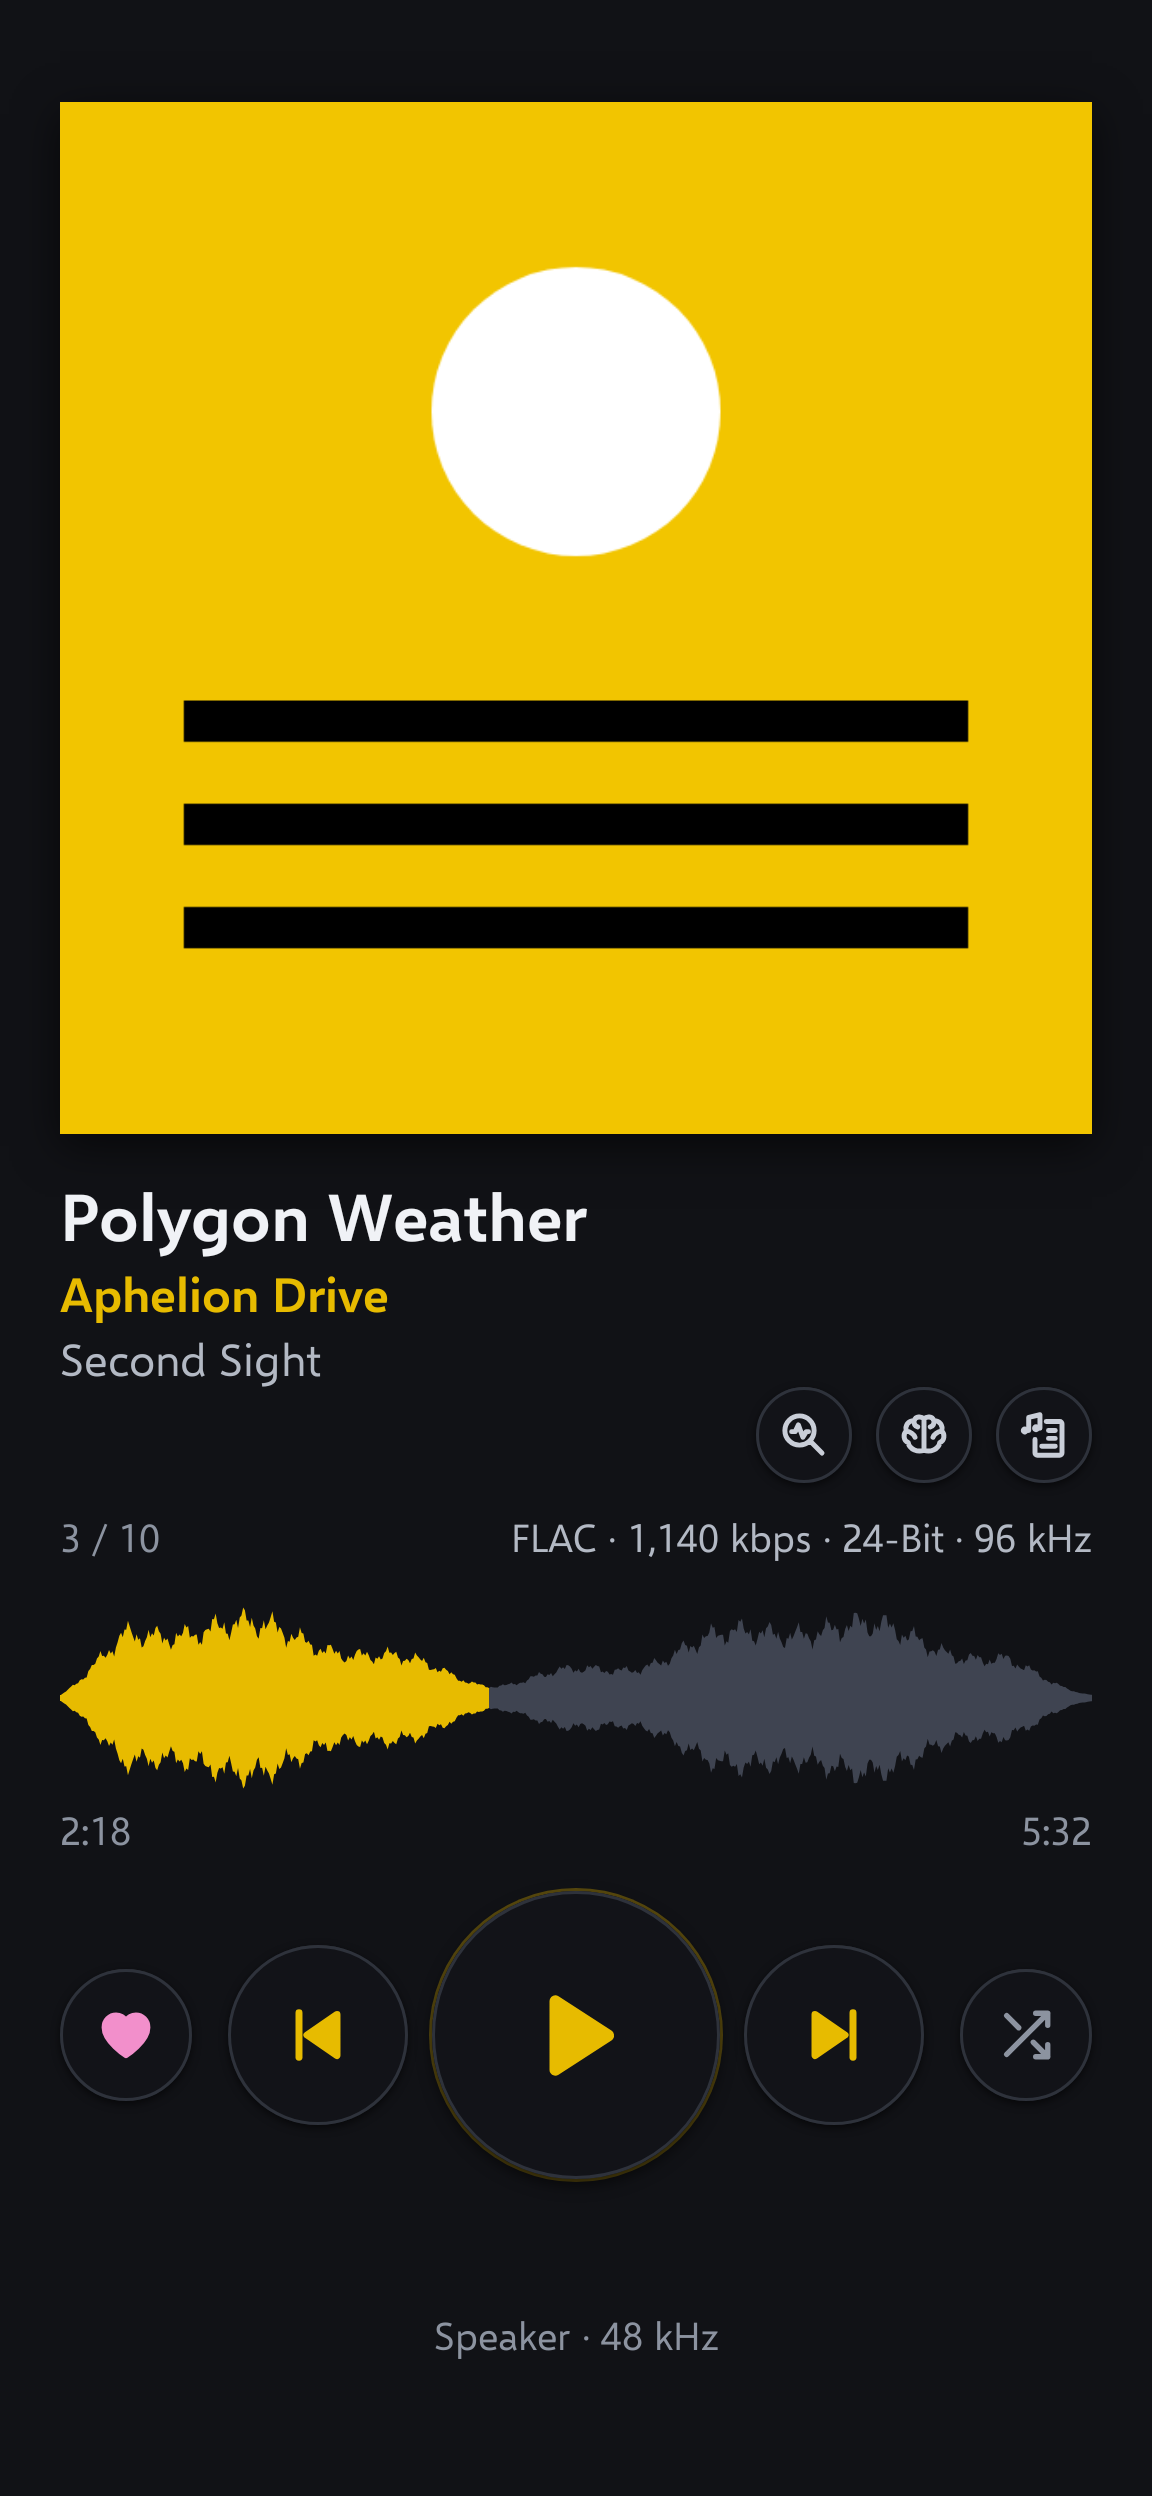 Polygon Weather
Aphelion Drive
Second Sight
3 / 10
FLAC · 1,140 kbps · 24-Bit · 96 kHz
2:18
5:32
Speaker · 48 kHz